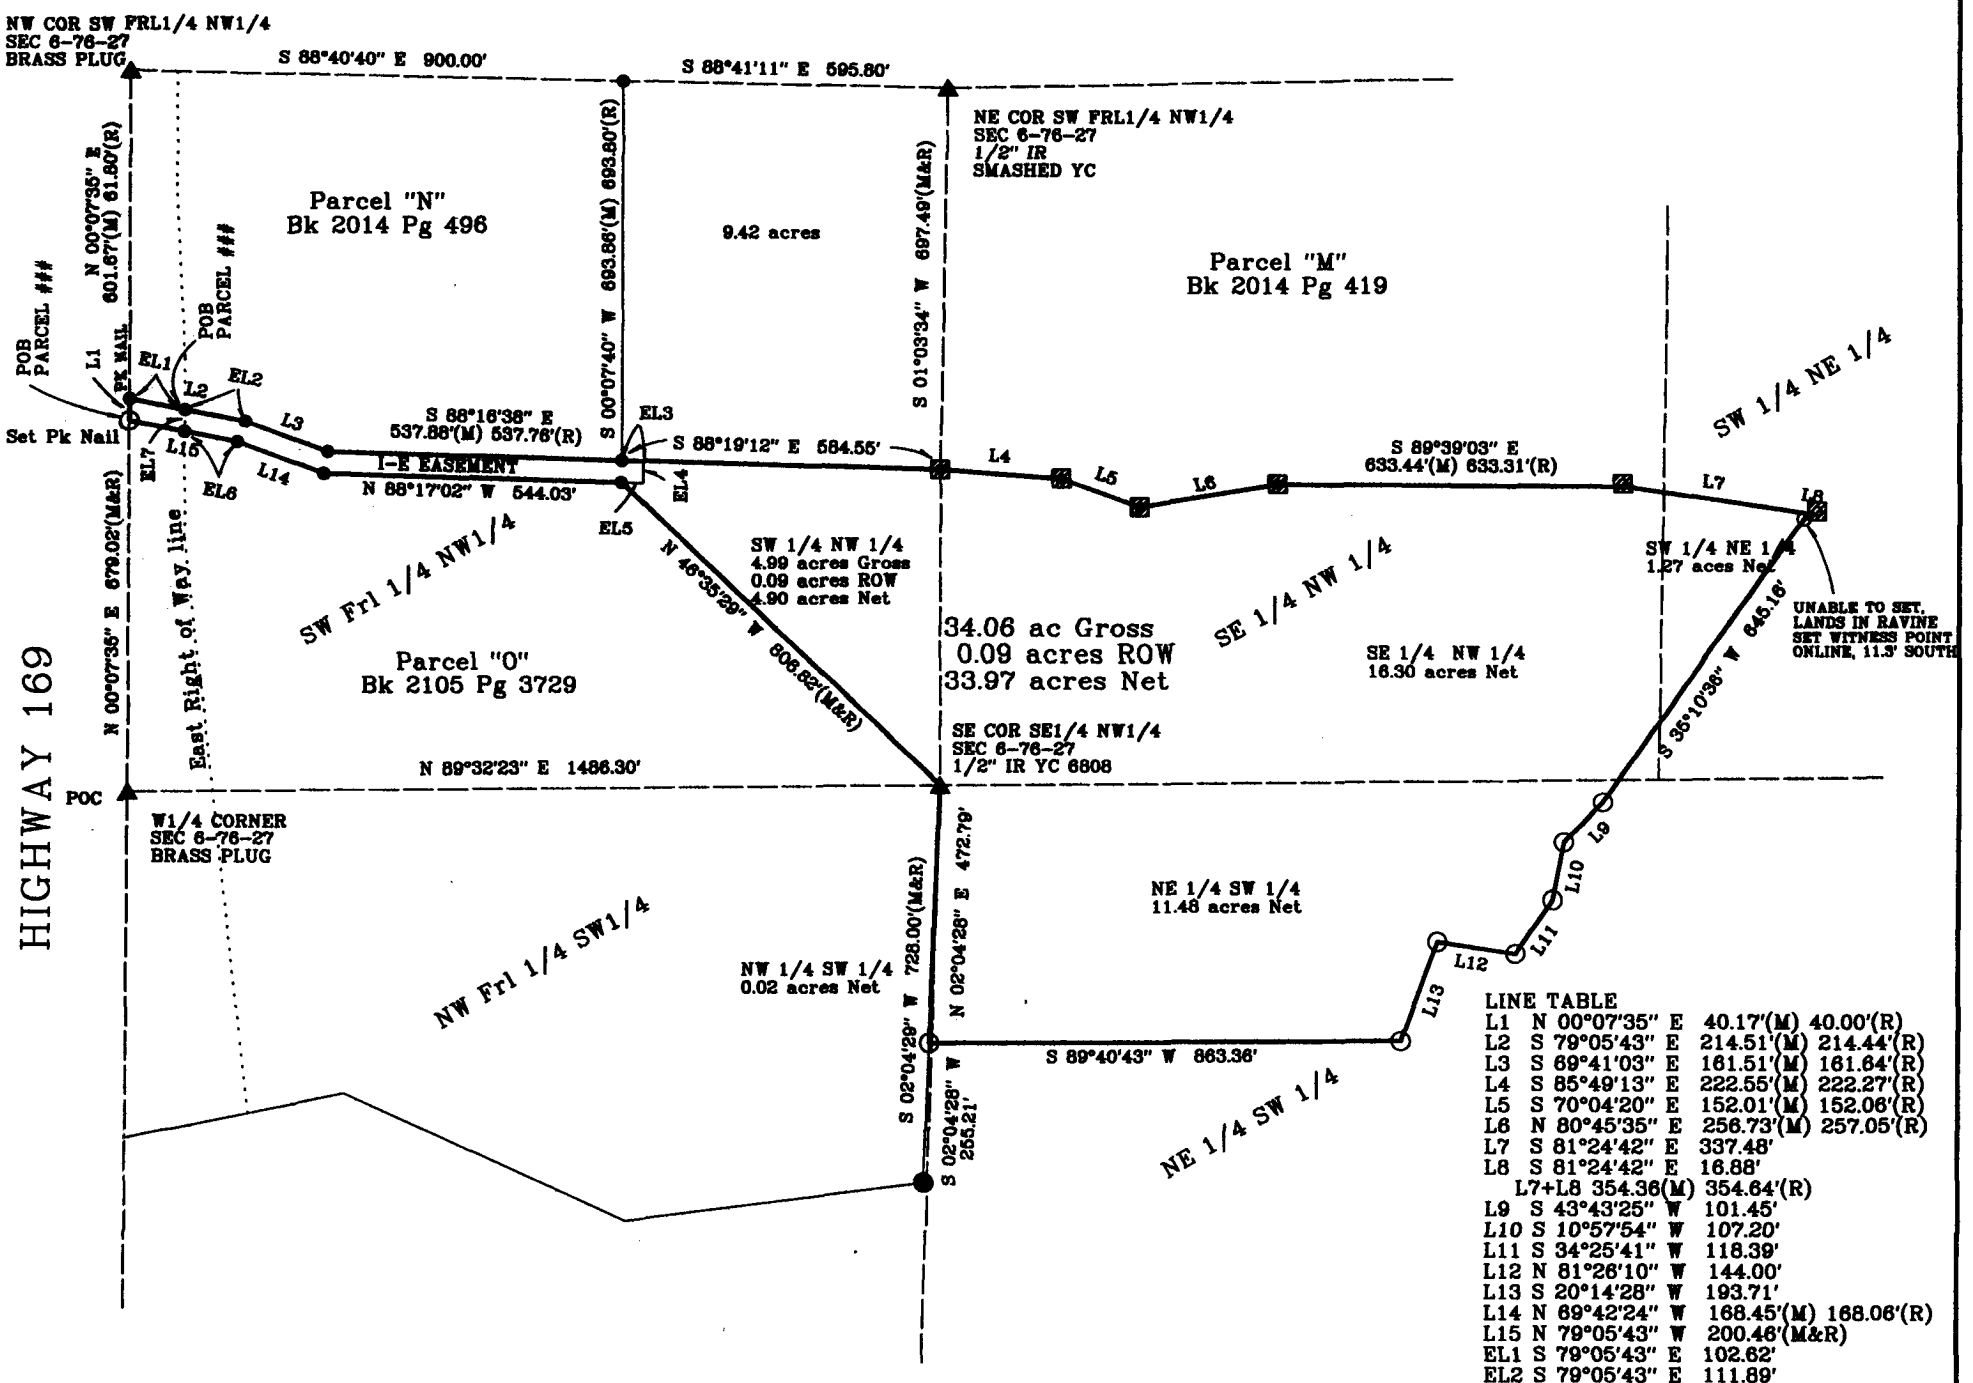 NW COR SW FRL1/4 NW1/4
SEC 6-76-27
BRASS PLUG
S 88°40'40" E 900.00'
S 88°41'11" E 595.80'
NE COR SW FRL1/4 NW1/4
SEC 6-76-27
1/2" IR
SMASHED YC
N 00°07'35" E
601.67'(M) 61.80'(R)
Parcel "N"
Bk 2014 Pg 496
S 00°07'40" W 693.86'(M) 693.80'(R)
9.42 acres
S 01°03'34" W 697.49'(M&R)
Parcel "M"
Bk 2014 Pg 419
SW 1/4 NE 1/4
POB
PARCEL ###
L1
PK NAIL
EL1
POB
PARCEL ###
L2
EL2
L3
S 88°16'38" E
537.88'(M) 537.76'(R)
EL3
S 88°19'12" E 584.55'
L4
L5
L6
S 89°39'03" E
633.44'(M) 633.31'(R)
L7
L8
Set Pk Nail
EL7
L15
EL6
L14
I-E EASEMENT
N 88°17'02" W 544.03'
EL4
EL5
N 00°07'35" E 679.02'(M&R)
East Right of Way line
SW Frl 1/4 NW1/4
N 46°35'29" W 806.82'(M&R)
SW 1/4 NW 1/4
4.99 acres Gross
0.09 acres ROW
4.90 acres Net
SE 1/4 NW 1/4
SW 1/4 NE 1/4
1.27 aces Net
S 35°10'38" W 645.16'
UNABLE TO SET,
LANDS IN RAVINE
SET WITNESS POINT
ONLINE, 11.3' SOUTH
34.06 ac Gross
0.09 acres ROW
33.97 acres Net
SE 1/4 NW 1/4
16.30 acres Net
Parcel "O"
Bk 2105 Pg 3729
HIGHWAY 169
SE COR SE1/4 NW1/4
SEC 6-76-27
1/2" IR YC 6808
N 89°32'23" E 1486.30'
POC
W1/4 CORNER
SEC 6-76-27
BRASS PLUG
NW Frl 1/4 SW1/4
NW 1/4 SW 1/4
0.02 acres Net
S 02°04'29" W 728.00'(M&R)
N 02°04'28" E 472.79'
NE 1/4 SW 1/4
11.48 acres Net
L9
L10
L11
L12
L13
S 89°40'43" W 863.36'
S 02°04'28" W
255.21'
NE 1/4 SW 1/4
LINE TABLE
L1 N 00°07'35" E 40.17'(M) 40.00'(R)
L2 S 79°05'43" E 214.51'(M) 214.44'(R)
L3 S 69°41'03" E 161.51'(M) 161.64'(R)
L4 S 85°49'13" E 222.55'(M) 222.27'(R)
L5 S 70°04'20" E 152.01'(M) 152.06'(R)
L6 N 80°45'35" E 256.73'(M) 257.05'(R)
L7 S 81°24'42" E 337.48'
L8 S 81°24'42" E 16.88'
L7+L8 354.36(M) 354.64'(R)
L9 S 43°43'25" W 101.45'
L10 S 10°57'54" W 107.20'
L11 S 34°25'41" W 118.39'
L12 N 81°26'10" W 144.00'
L13 S 20°14'28" W 193.71'
L14 N 69°42'24" W 168.45'(M) 168.06'(R)
L15 N 79°05'43" W 200.46'(M&R)
EL1 S 79°05'43" E 102.62'
EL2 S 79°05'43" E 111.89'